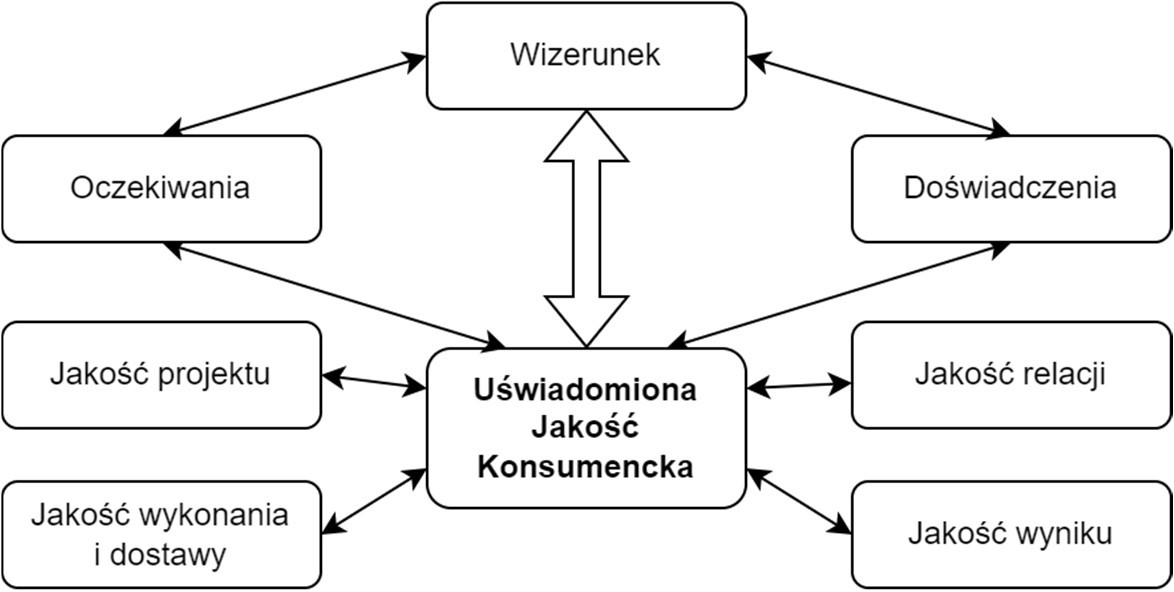 Wizerunek
Oczekiwania
Doświadczenia
Jakość projektu
Uświadomiona
Jakość
Konsumencka
Jakość relacji
Jakość wykonania
i dostawy
Jakość wyniku